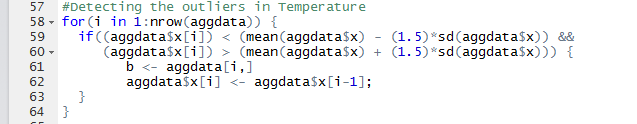 57 #Detecting the outliers in Temperature
58 for(i in 1:nrow(aggdata)) {
59 if((aggdata$x[i]) < (mean(aggdata$x) - (1.5)*sd(aggdata$x)) &&
60 (aggdata$x[i]) > (mean(aggdata$x) + (1.5)*sd(aggdata$x))) {
61 b <- aggdata[i,]
62 aggdata$x[i] <- aggdata$x[i-1];
63 }
64 }